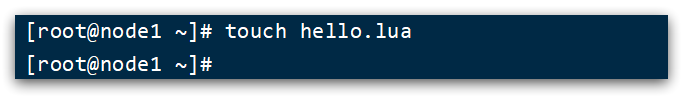 [root@node1 ~]# touch hello.lua
[root@node1 ~]#